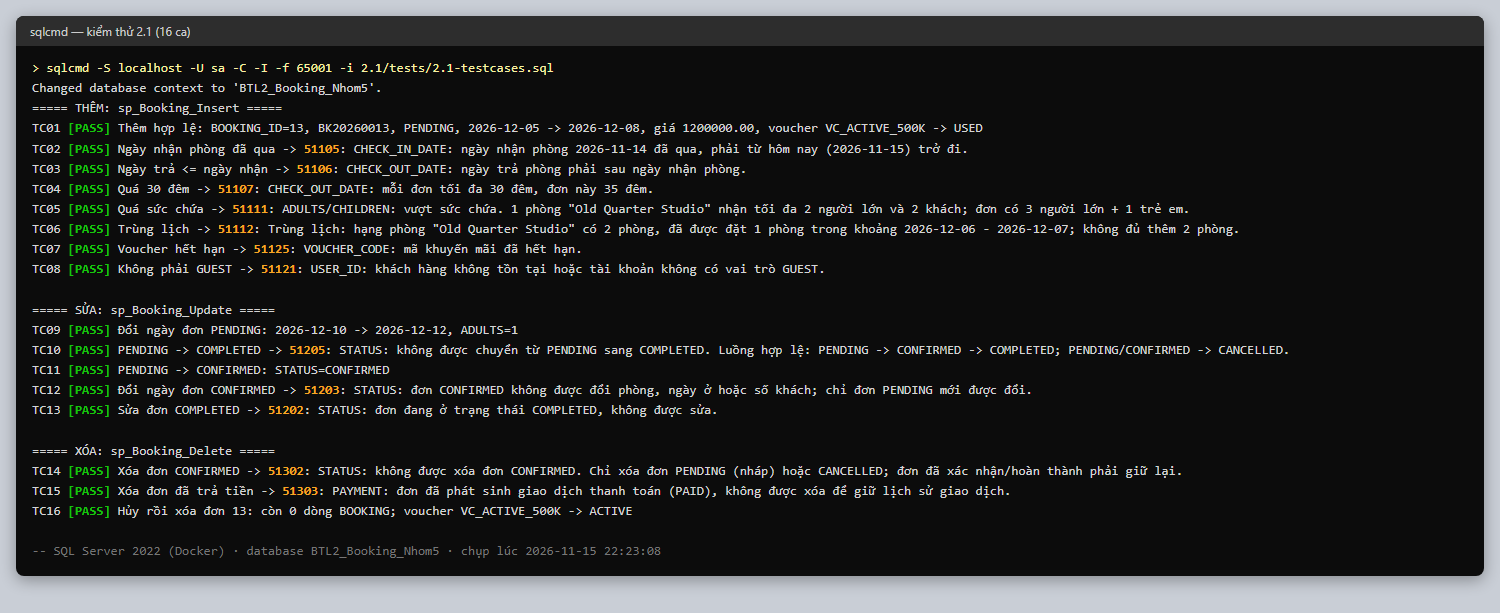 sqlcmd — kiểm thử 2.1 (16 ca)
> sqlcmd -S localhost -U sa -C -I -f 65001 -i 2.1/tests/2.1-testcases.sql
Changed database context to 'BTL2_Booking_Nhom5'.
===== THÊM: sp_Booking_Insert =====
TC01 [PASS] Thêm hợp lệ: BOOKING_ID=13, BK20260013, PENDING, 2026-12-05 -> 2026-12-08, giá 1200000.00, voucher VC_ACTIVE_500K -> USED
TC02 [PASS] Ngày nhận phòng đã qua -> 51105: CHECK_IN_DATE: ngày nhận phòng 2026-11-14 đã qua, phải từ hôm nay (2026-11-15) trở đi.
TC03 [PASS] Ngày trả <= ngày nhận -> 51106: CHECK_OUT_DATE: ngày trả phòng phải sau ngày nhận phòng.
TC04 [PASS] Quá 30 đêm -> 51107: CHECK_OUT_DATE: mỗi đơn tối đa 30 đêm, đơn này 35 đêm.
TC05 [PASS] Quá sức chứa -> 51111: ADULTS/CHILDREN: vượt sức chứa. 1 phòng "Old Quarter Studio" nhận tối đa 2 người lớn và 2 khách; đơn có 3 người lớn + 1 trẻ em.
TC06 [PASS] Trùng lịch -> 51112: Trùng lịch: hạng phòng "Old Quarter Studio" có 2 phòng, đã được đặt 1 phòng trong khoảng 2026-12-06 - 2026-12-07; không đủ thêm 2 phòng.
TC07 [PASS] Voucher hết hạn -> 51125: VOUCHER_CODE: mã khuyến mãi đã hết hạn.
TC08 [PASS] Không phải GUEST -> 51121: USER_ID: khách hàng không tồn tại hoặc tài khoản không có vai trò GUEST.
===== SỬA: sp_Booking_Update =====
TC09 [PASS] Đổi ngày đơn PENDING: 2026-12-10 -> 2026-12-12, ADULTS=1
TC10 [PASS] PENDING -> COMPLETED -> 51205: STATUS: không được chuyển từ PENDING sang COMPLETED. Luồng hợp lệ: PENDING -> CONFIRMED -> COMPLETED; PENDING/CONFIRMED -> CANCELLED.
TC11 [PASS] PENDING -> CONFIRMED: STATUS=CONFIRMED
TC12 [PASS] Đổi ngày đơn CONFIRMED -> 51203: STATUS: đơn CONFIRMED không được đổi phòng, ngày ở hoặc số khách; chỉ đơn PENDING mới được đổi.
TC13 [PASS] Sửa đơn COMPLETED -> 51202: STATUS: đơn đang ở trạng thái COMPLETED, không được sửa.
===== XÓA: sp_Booking_Delete =====
TC14 [PASS] Xóa đơn CONFIRMED -> 51302: STATUS: không được xóa đơn CONFIRMED. Chỉ xóa đơn PENDING (nháp) hoặc CANCELLED; đơn đã xác nhận/hoàn thành phải giữ lại.
TC15 [PASS] Xóa đơn đã trả tiền -> 51303: PAYMENT: đơn đã phát sinh giao dịch thanh toán (PAID), không được xóa để giữ lịch sử giao dịch.
TC16 [PASS] Hủy rồi xóa đơn 13: còn 0 dòng BOOKING; voucher VC_ACTIVE_500K -> ACTIVE
-- SQL Server 2022 (Docker) · database BTL2_Booking_Nhom5 · chụp lúc 2026-11-15 22:23:08